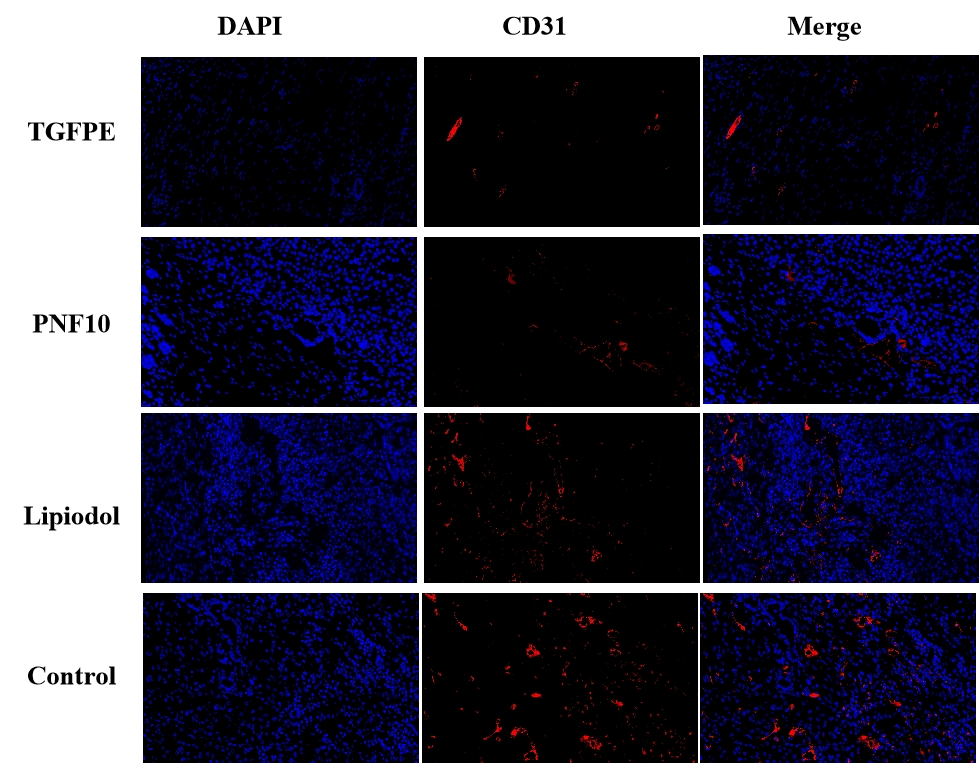 DAPI CD31 Merge
TGFPE
PNF10
Lipiodol
Control